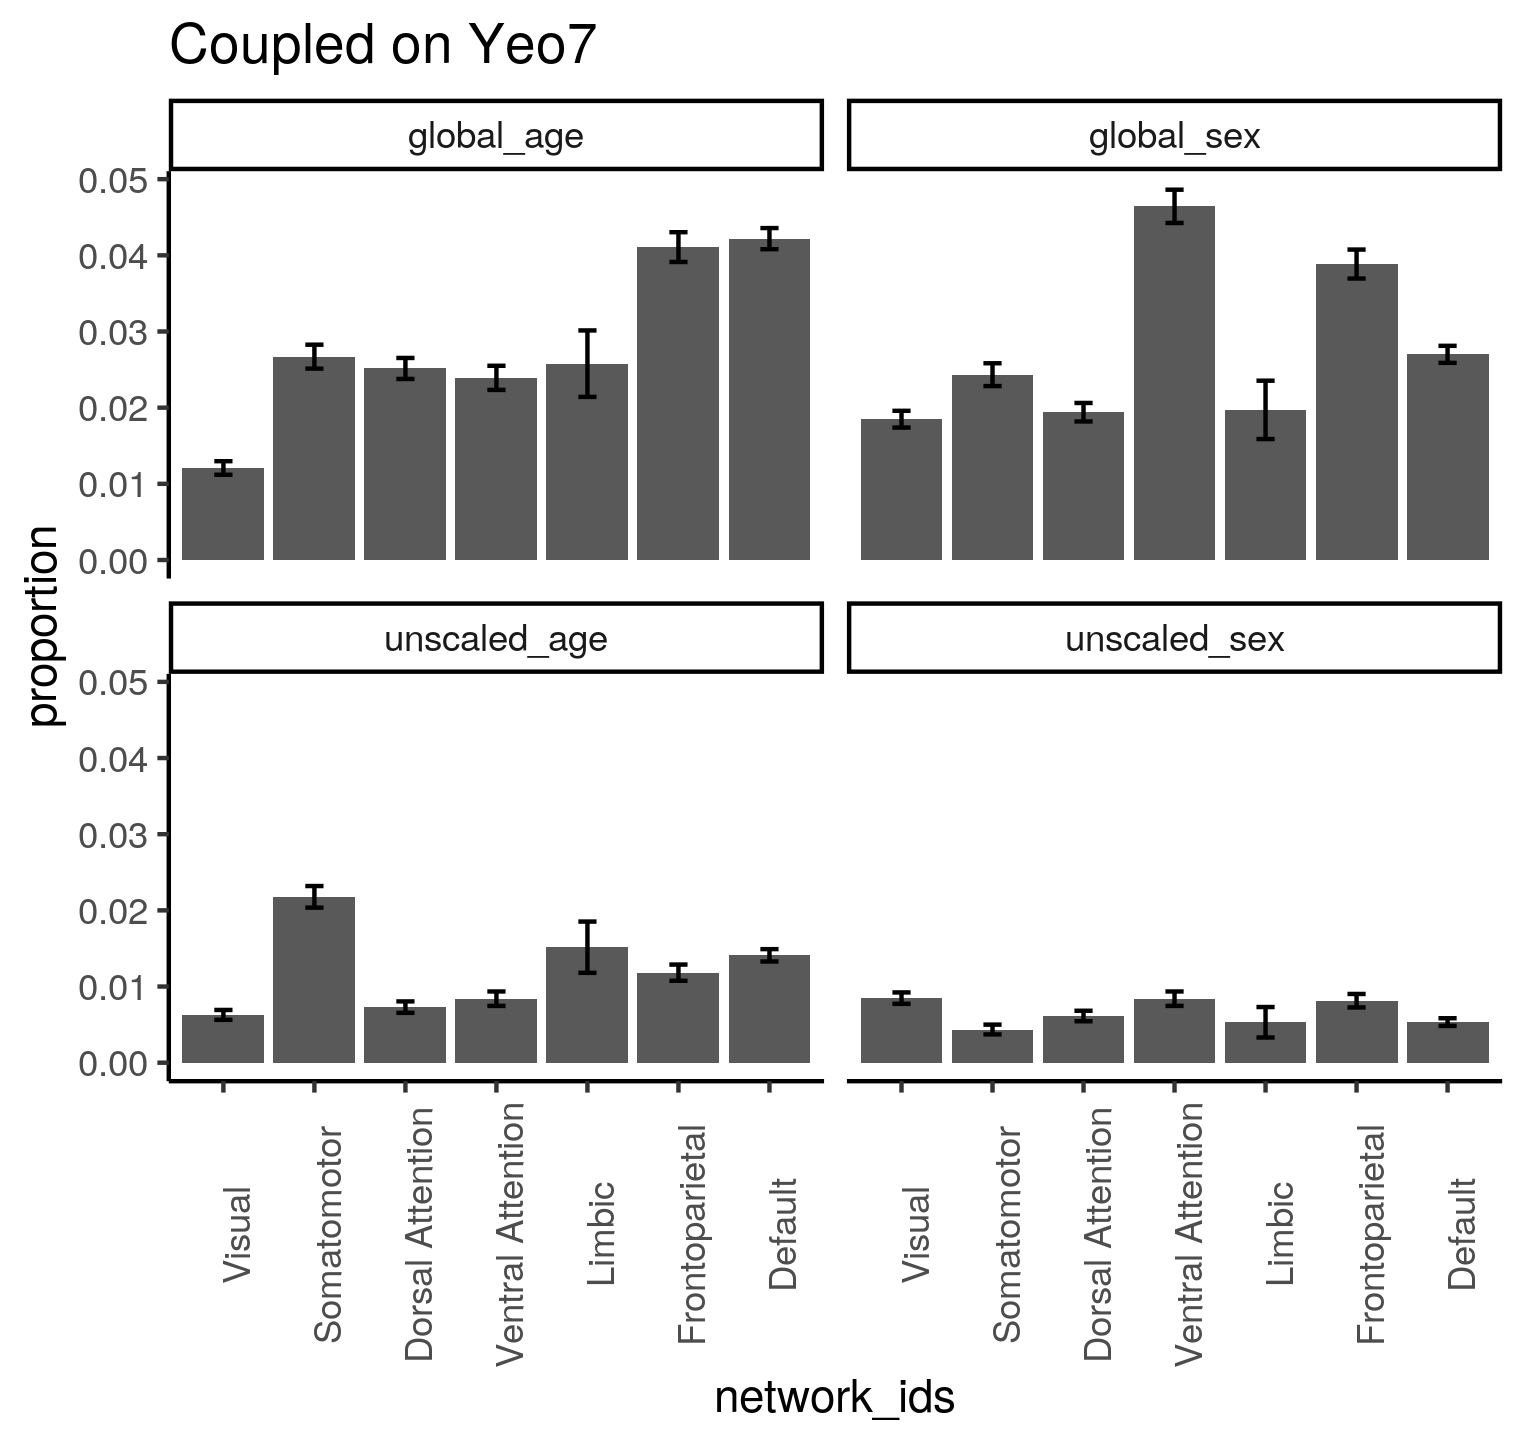 Coupled on Yeo7
global_age
global_sex
0.05
0.04
0.03
0.02
0.01
0.00
unscaled_age
unscaled_sex
0.05
0.04
0.03
0.02
0.01
0.00
proportion
Visual
Somatomotor
Dorsal Attention
Ventral Attention
Limbic
Frontoparietal
Default
Visual
Somatomotor
Dorsal Attention
Ventral Attention
Limbic
Frontoparietal
Default
network_ids